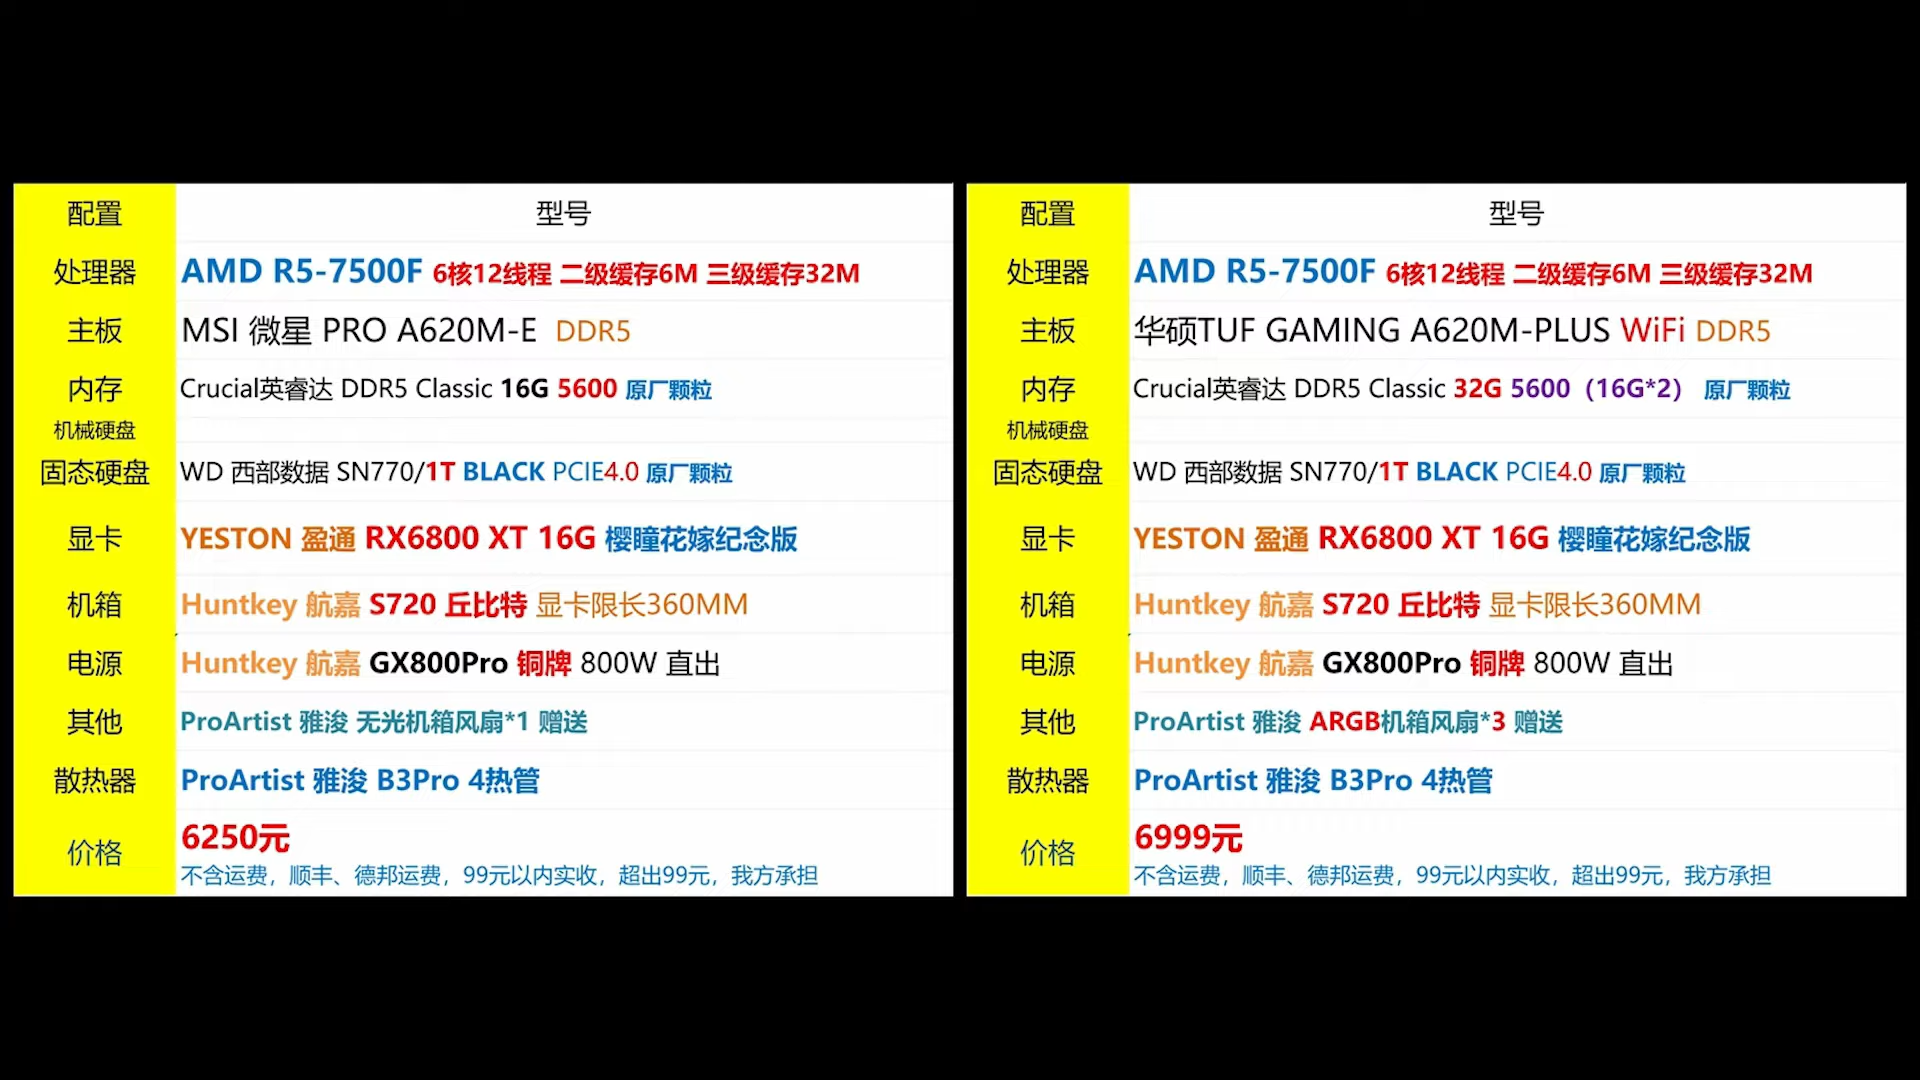 配置 型号
处理器 AMD R5-7500F 6核12线程 二级缓存6M 三级缓存32M
主板 MSI 微星 PRO A620M-E DDR5
内存 Crucial英睿达 DDR5 Classic 16G 5600 原厂颗粒
机械硬盘
固态硬盘 WD 西部数据 SN770/1T BLACK PCIE4.0 原厂颗粒
显卡 YESTON 盈通 RX6800 XT 16G 樱瞳花嫁纪念版
机箱 Huntkey 航嘉 S720 丘比特 显卡限长360MM
电源 Huntkey 航嘉 GX800Pro 铜牌 800W 直出
其他 ProArtist 雅浚 无光机箱风扇*1 赠送
散热器 ProArtist 雅浚 B3Pro 4热管
价格 6250元
不含运费，顺丰、德邦运费，99元以内实收，超出99元，我方承担
配置 型号
处理器 AMD R5-7500F 6核12线程 二级缓存6M 三级缓存32M
主板 华硕TUF GAMING A620M-PLUS WiFi DDR5
内存 Crucial英睿达 DDR5 Classic 32G 5600（16G*2） 原厂颗粒
机械硬盘
固态硬盘 WD 西部数据 SN770/1T BLACK PCIE4.0 原厂颗粒
显卡 YESTON 盈通 RX6800 XT 16G 樱瞳花嫁纪念版
机箱 Huntkey 航嘉 S720 丘比特 显卡限长360MM
电源 Huntkey 航嘉 GX800Pro 铜牌 800W 直出
其他 ProArtist 雅浚 ARGB机箱风扇*3 赠送
散热器 ProArtist 雅浚 B3Pro 4热管
价格 6999元
不含运费，顺丰、德邦运费，99元以内实收，超出99元，我方承担